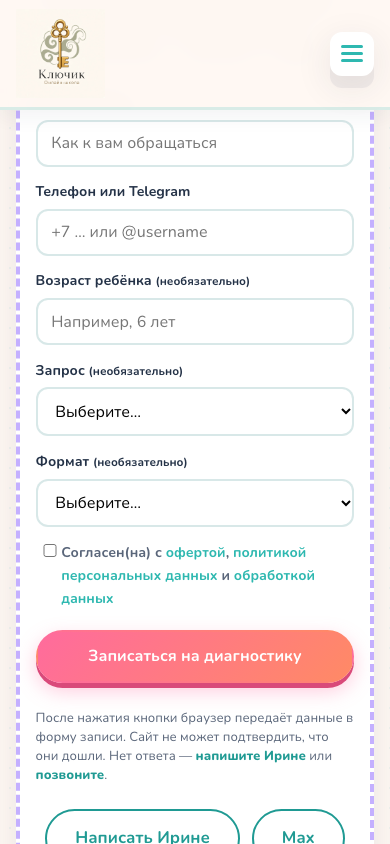 Ключик
Как к вам обращаться
Телефон или Telegram
+7 ... или @username
Возраст ребёнка (необязательно)
Например, 6 лет
Запрос (необязательно)
Выберите...
Формат (необязательно)
Выберите...
Согласен(на) с офертой, политикой
персональных данных и обработкой
данных
Записаться на диагностику
После нажатия кнопки браузер передаёт данные в
форму записи. Сайт не может подтвердить, что
они дошли. Нет ответа — напишите Ирине или
позвоните.
Написать Ирине
Max